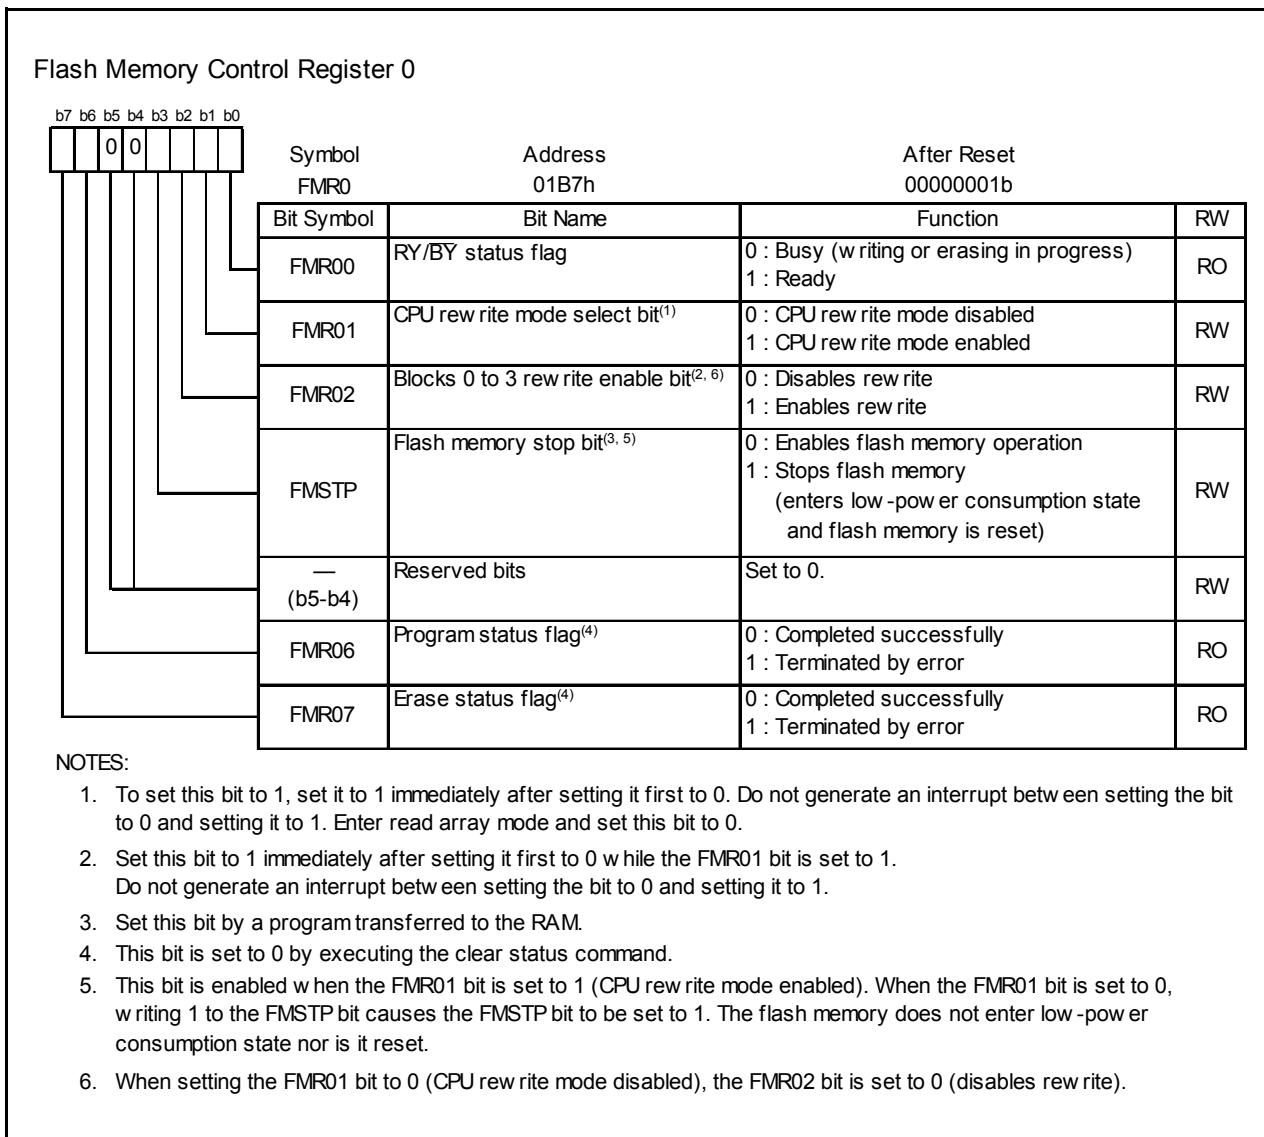 Flash Memory Control Register 0
b7 b6 b5 b4 b3 b2 b1 b0
0 0
Symbol Address After Reset
FMR0 01B7h 00000001b
Bit Symbol Bit Name Function RW
FMR00 RY/B̅Y̅ status flag 0 : Busy (writing or erasing in progress) RO
1 : Ready
FMR01 CPU rewrite mode select bit(1) 0 : CPU rewrite mode disabled RW
1 : CPU rewrite mode enabled
FMR02 Blocks 0 to 3 rewrite enable bit(2, 6) 0 : Disables rewrite RW
1 : Enables rewrite
FMSTP Flash memory stop bit(3, 5) 0 : Enables flash memory operation RW
1 : Stops flash memory
(enters low-power consumption state
and flash memory is reset)
— Reserved bits Set to 0. RW
(b5-b4)
FMR06 Program status flag(4) 0 : Completed successfully RO
1 : Terminated by error
FMR07 Erase status flag(4) 0 : Completed successfully RO
1 : Terminated by error
NOTES:
1. To set this bit to 1, set it to 1 immediately after setting it first to 0. Do not generate an interrupt between setting the bit
to 0 and setting it to 1. Enter read array mode and set this bit to 0.
2. Set this bit to 1 immediately after setting it first to 0 while the FMR01 bit is set to 1.
Do not generate an interrupt between setting the bit to 0 and setting it to 1.
3. Set this bit by a program transferred to the RAM.
4. This bit is set to 0 by executing the clear status command.
5. This bit is enabled when the FMR01 bit is set to 1 (CPU rewrite mode enabled). When the FMR01 bit is set to 0,
writing 1 to the FMSTP bit causes the FMSTP bit to be set to 1. The flash memory does not enter low-power
consumption state nor is it reset.
6. When setting the FMR01 bit to 0 (CPU rewrite mode disabled), the FMR02 bit is set to 0 (disables rewrite).